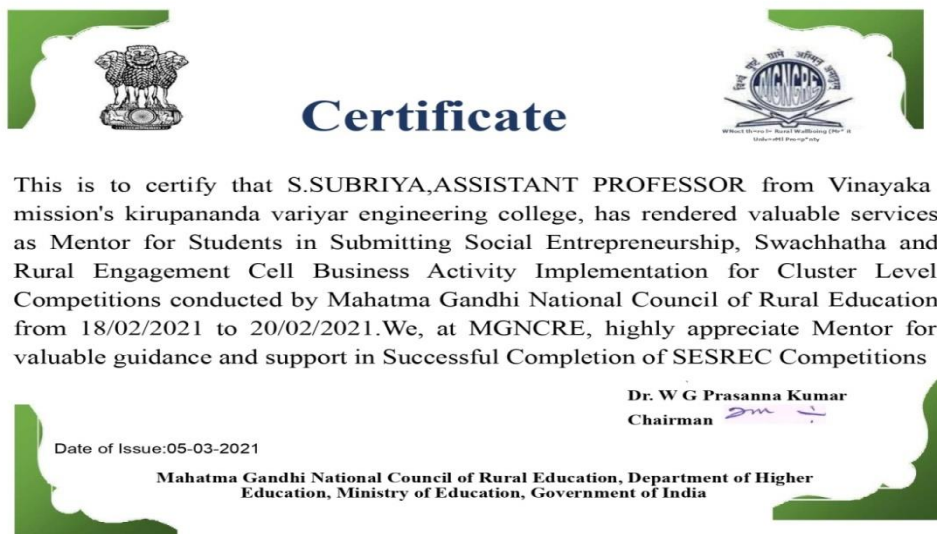 MGNCRE
Certificate
This is to certify that S.SUBRIYA,ASSISTANT PROFESSOR from Vinayaka
mission's kirupananda variyar engineering college, has rendered valuable services
as Mentor for Students in Submitting Social Entrepreneurship, Swachhatha and
Rural Engagement Cell Business Activity Implementation for Cluster Level
Competitions conducted by Mahatma Gandhi National Council of Rural Education
from 18/02/2021 to 20/02/2021.We, at MGNCRE, highly appreciate Mentor for
valuable guidance and support in Successful Completion of SESREC Competitions
Dr. W G Prasanna Kumar
Chairman
Date of Issue:05-03-2021
Mahatma Gandhi National Council of Rural Education, Department of Higher
Education, Ministry of Education, Government of India